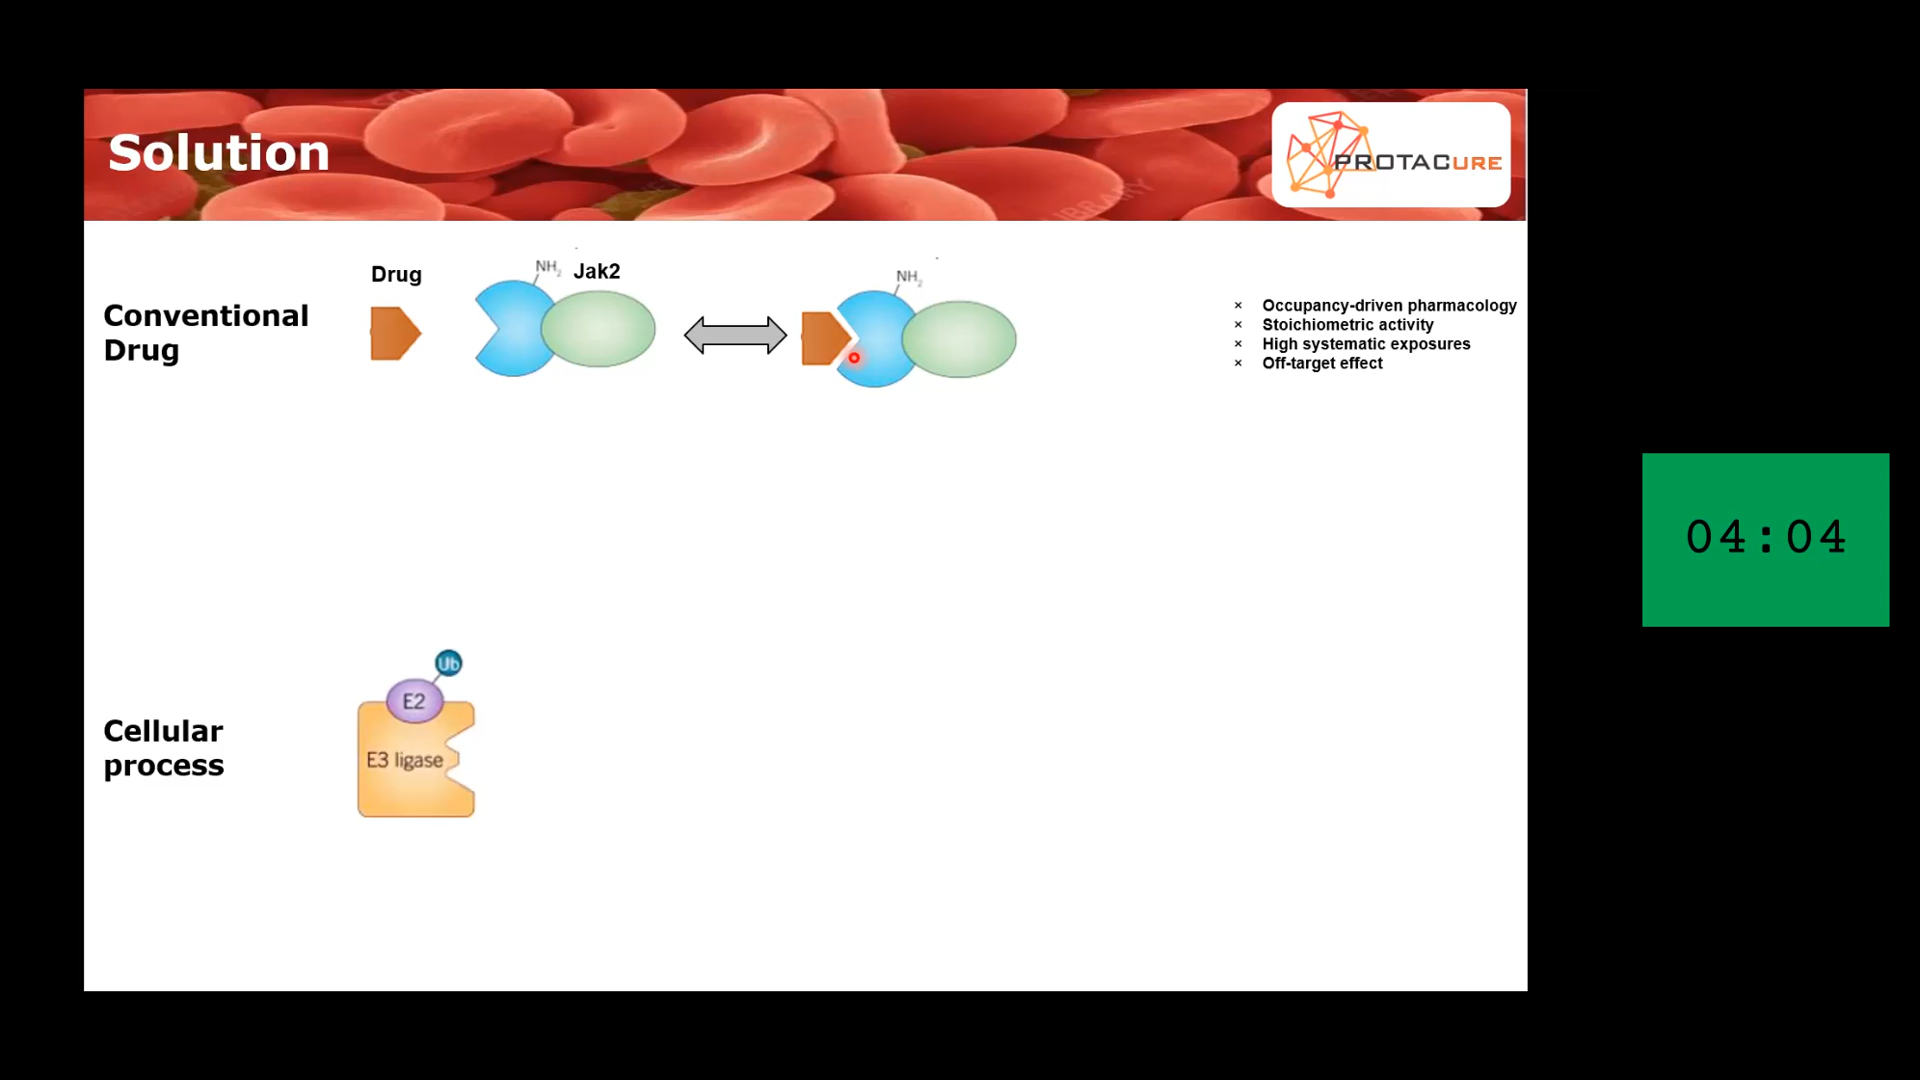 Solution
PROTACURE
Drug
NH2
Jak2
NH2
Conventional
Drug
× Occupancy-driven pharmacology
× Stoichiometric activity
× High systematic exposures
× Off-target effect
04:04
Ub
E2
E3 ligase
Cellular
process
LIBRARY